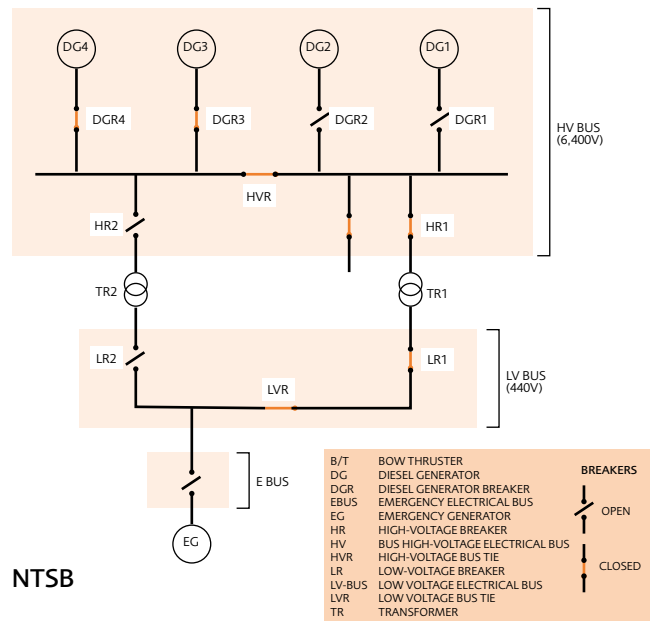 DG4
DG3
DG2
DG1
DGR4
DGR3
DGR2
DGR1
HV BUS
(6,400V)
HVR
HR2
HR1
TR2
TR1
LR2
LR1
LVR
LV BUS
(440V)
E BUS
EG
NTSB
B/T BOW THRUSTER
DG DIESEL GENERATOR
DGR DIESEL GENERATOR BREAKER
EBUS EMERGENCY ELECTRICAL BUS
EG EMERGENCY GENERATOR
HR HIGH-VOLTAGE BREAKER
HV BUS HIGH-VOLTAGE ELECTRICAL BUS
HVR HIGH-VOLTAGE BUS TIE
LR LOW-VOLTAGE BREAKER
LV-BUS LOW VOLTAGE ELECTRICAL BUS
LVR LOW VOLTAGE BUS TIE
TR TRANSFORMER
BREAKERS
OPEN
CLOSED